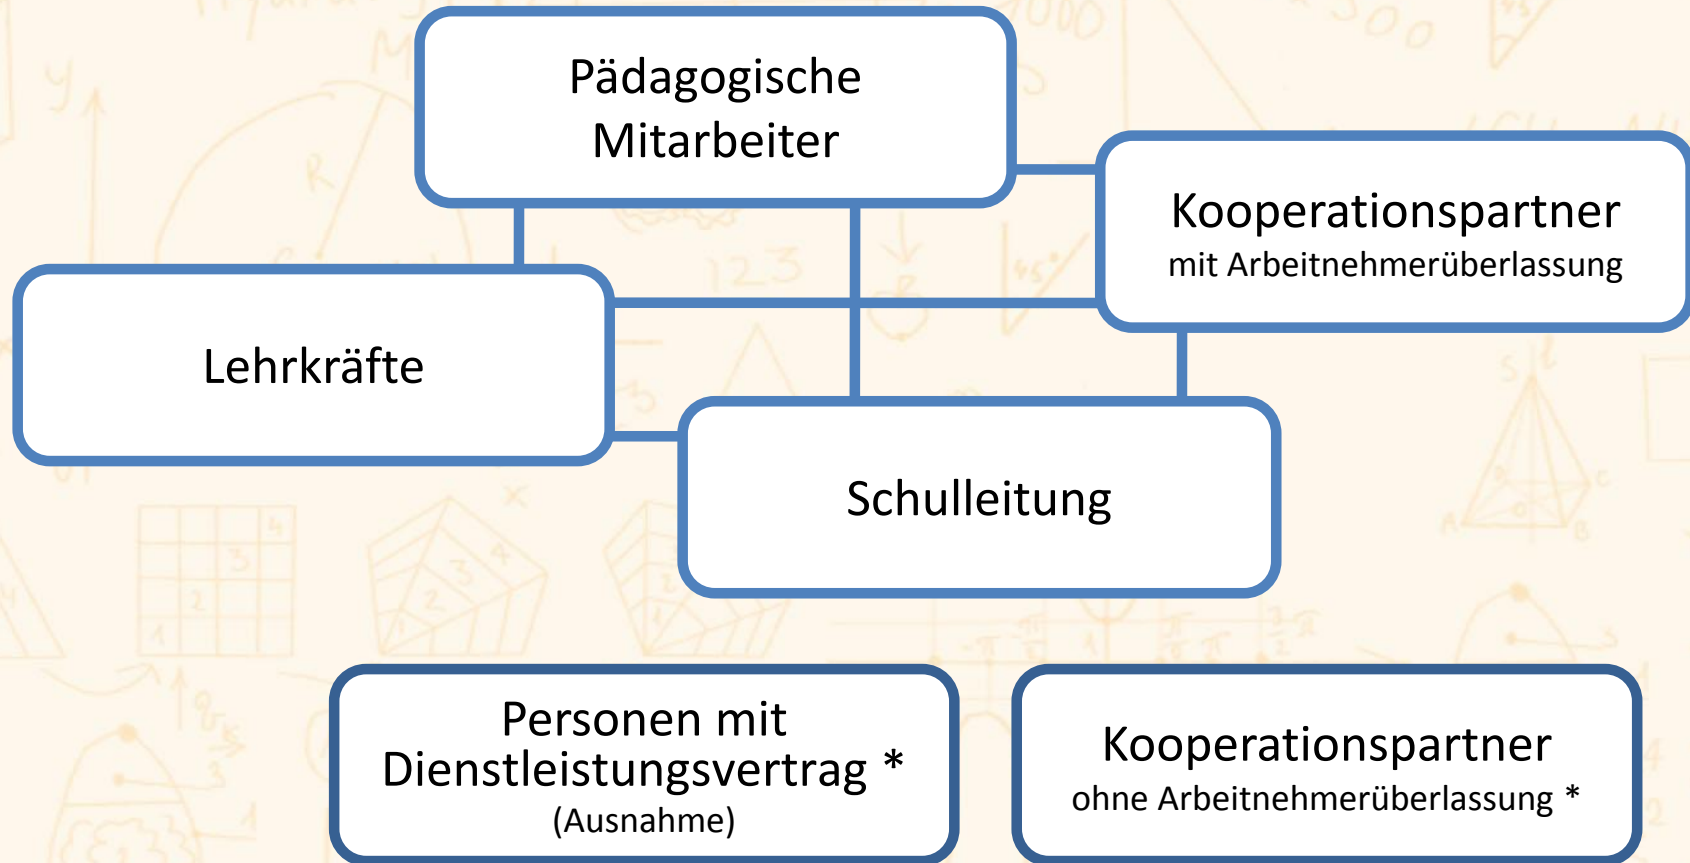 Pädagogische
Mitarbeiter
Kooperationspartner
mit Arbeitnehmerüberlassung
Lehrkräfte
Schulleitung
Personen mit
Dienstleistungsvertrag *
(Ausnahme)
Kooperationspartner
ohne Arbeitnehmerüberlassung *